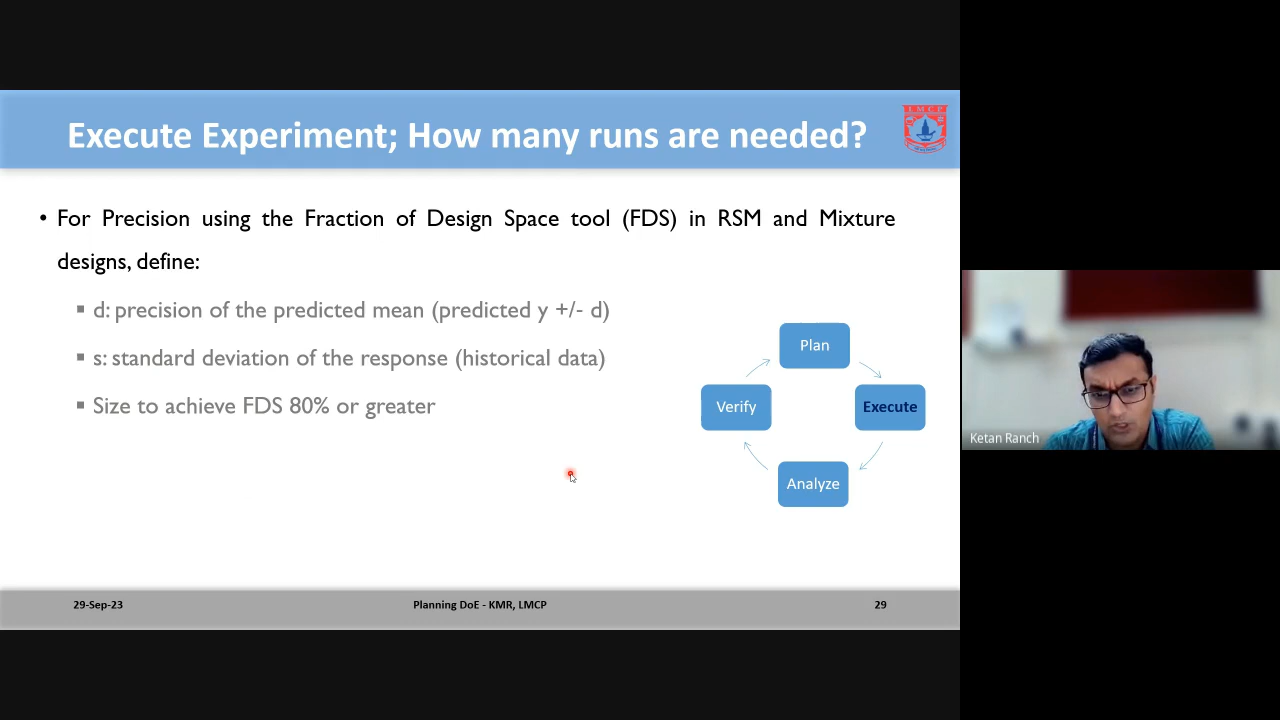 Execute Experiment; How many runs are needed?
LMCP
• For Precision using the Fraction of Design Space tool (FDS) in RSM and Mixture
designs, define:
▪ d: precision of the predicted mean (predicted y +/- d)
▪ s: standard deviation of the response (historical data)
▪ Size to achieve FDS 80% or greater
Plan
Verify
Execute
Analyze
Ketan Ranch
29-Sep-23
Planning DoE - KMR, LMCP
29